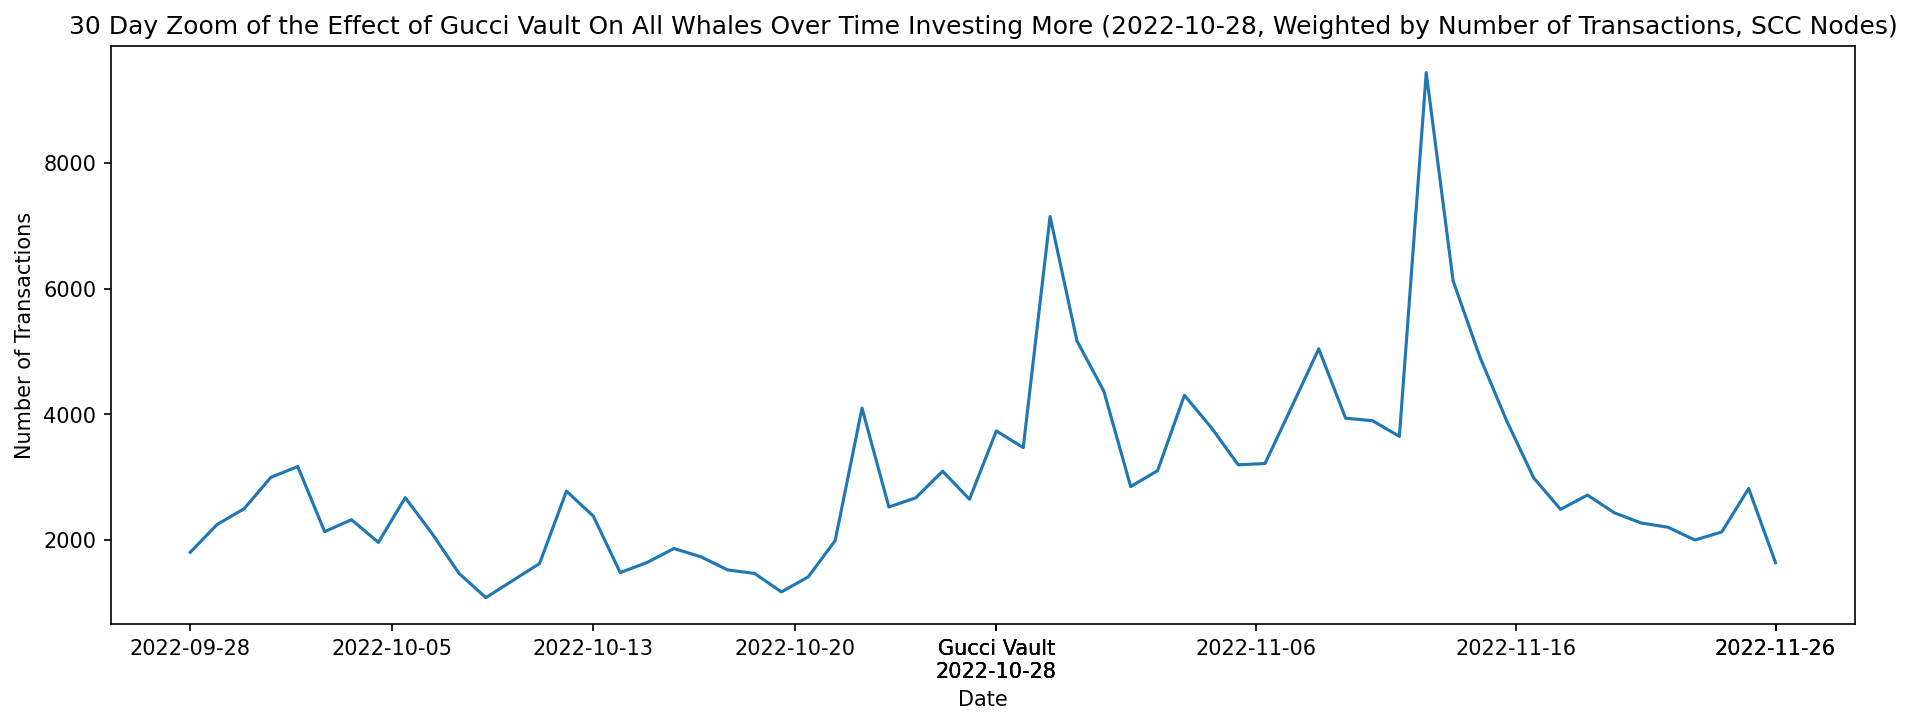 30 Day Zoom of the Effect of Gucci Vault On All Whales Over Time Investing More (2022-10-28, Weighted by Number of Transactions, SCC Nodes)
Number of Transactions
8000
6000
4000
2000
2022-09-28 2022-10-05 2022-10-13 2022-10-20 Gucci Vault 2022-11-06 2022-11-16 2022-11-26
2022-10-28
Date